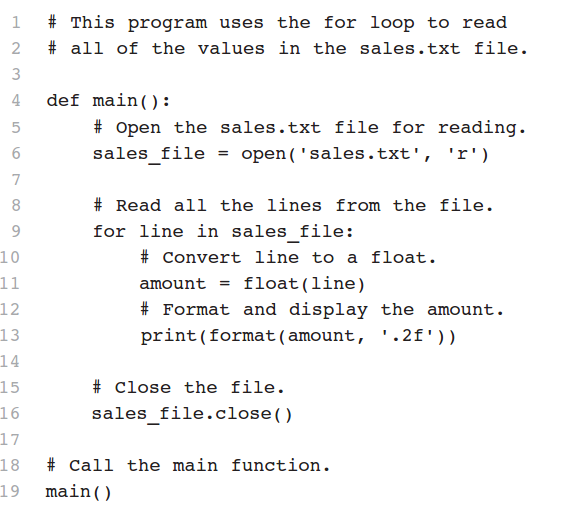 1 # This program uses the for loop to read
2 # all of the values in the sales.txt file.
3
4 def main():
5     # Open the sales.txt file for reading.
6     sales_file = open('sales.txt', 'r')
7
8     # Read all the lines from the file.
9     for line in sales_file:
10         # Convert line to a float.
11         amount = float(line)
12         # Format and display the amount.
13         print(format(amount, '.2f'))
14
15     # Close the file.
16     sales_file.close()
17
18 # Call the main function.
19 main()